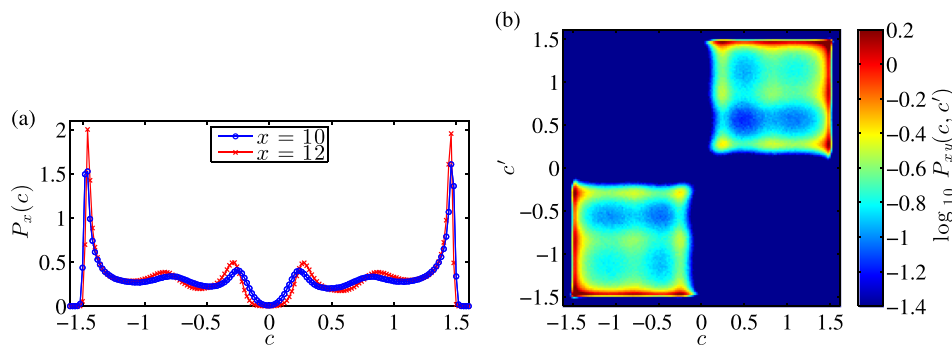 (a)
2
1.5
1
0.5
0
P_x(c)
x = 10
x = 12
−1.5 −1 −0.5 0 0.5 1 1.5
c
(b)
1.5
1
0.5
0
−0.5
−1
−1.5
c′
−1.5 −1 −0.5 0 0.5 1 1.5
c
0.2
0
−0.2
−0.4
−0.6
−0.8
−1
−1.2
−1.4
log₁₀ P_{xy}(c, c′)